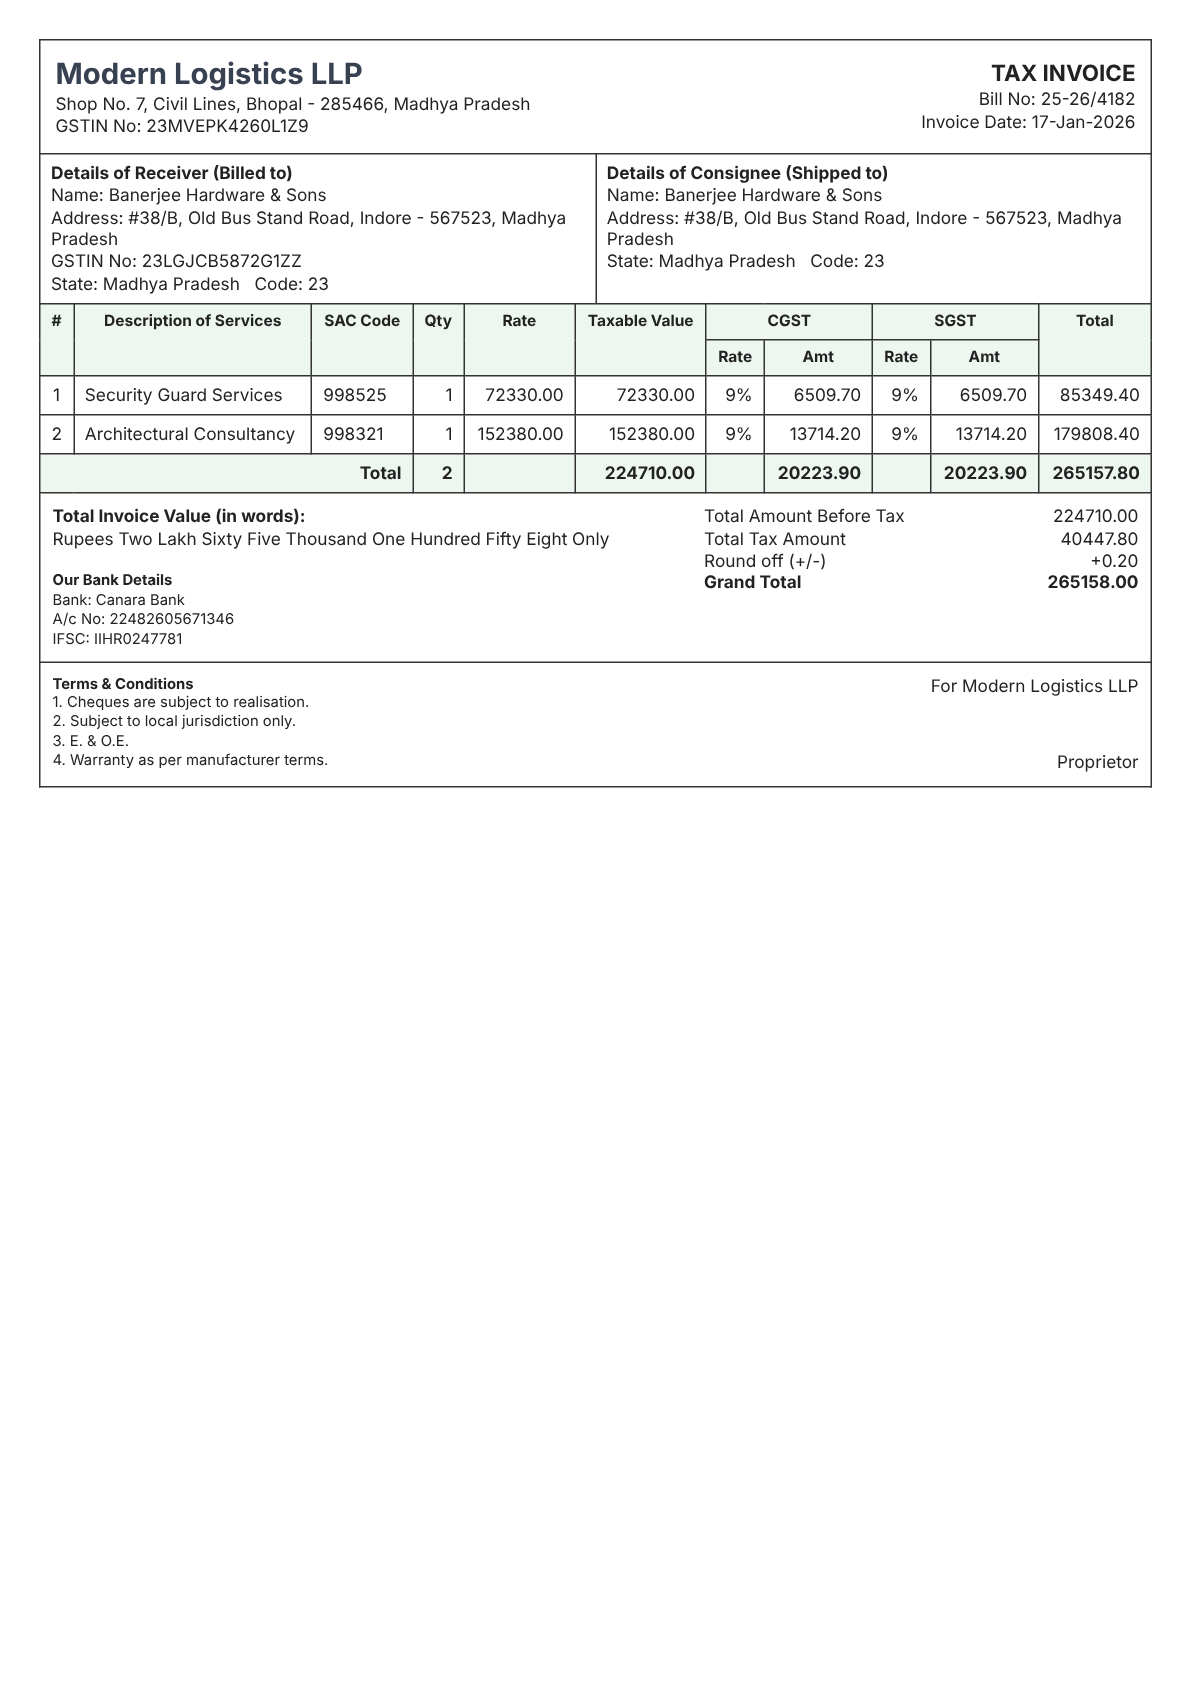 Modern Logistics LLP
Shop No. 7, Civil Lines, Bhopal - 285466, Madhya Pradesh
GSTIN No: 23MVEPK4260L1Z9
TAX INVOICE
Bill No: 25-26/4182
Invoice Date: 17-Jan-2026
Details of Receiver (Billed to)
Name: Banerjee Hardware & Sons
Address: #38/B, Old Bus Stand Road, Indore - 567523, Madhya
Pradesh
GSTIN No: 23LGJCB5872G1ZZ
State: Madhya Pradesh Code: 23
Details of Consignee (Shipped to)
Name: Banerjee Hardware & Sons
Address: #38/B, Old Bus Stand Road, Indore - 567523, Madhya
Pradesh
State: Madhya Pradesh Code: 23
# Description of Services SAC Code Qty Rate Taxable Value CGST SGST Total
Rate Amt Rate Amt
1 Security Guard Services 998525 1 72330.00 72330.00 9% 6509.70 9% 6509.70 85349.40
2 Architectural Consultancy 998321 1 152380.00 152380.00 9% 13714.20 9% 13714.20 179808.40
Total 2 224710.00 20223.90 20223.90 265157.80
Total Invoice Value (in words):
Rupees Two Lakh Sixty Five Thousand One Hundred Fifty Eight Only
Our Bank Details
Bank: Canara Bank
A/c No: 22482605671346
IFSC: IIHR0247781
Total Amount Before Tax 224710.00
Total Tax Amount 40447.80
Round off (+/-) +0.20
Grand Total 265158.00
Terms & Conditions
1. Cheques are subject to realisation.
2. Subject to local jurisdiction only.
3. E. & O.E.
4. Warranty as per manufacturer terms.
For Modern Logistics LLP
Proprietor